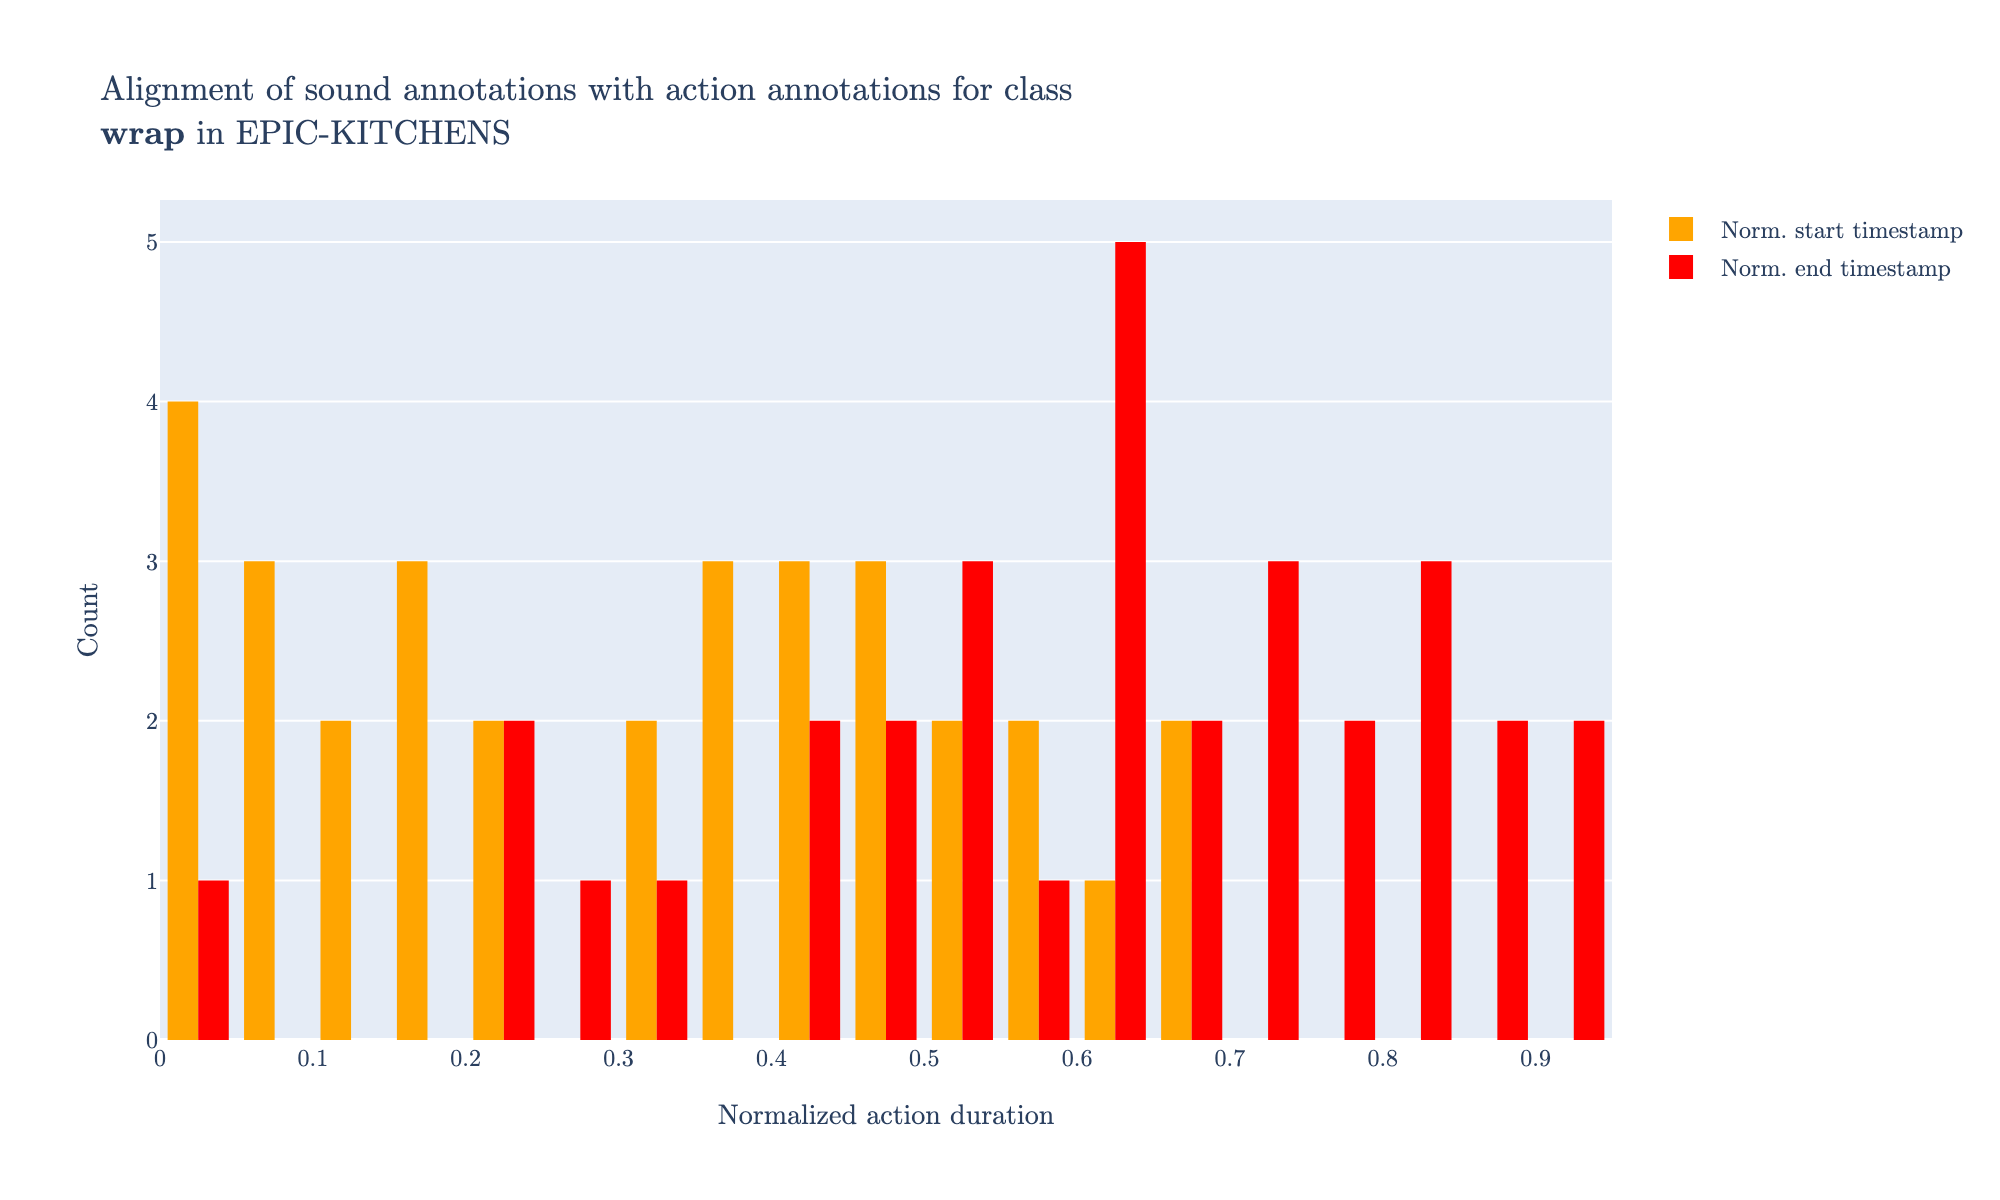 Alignment of sound annotations with action annotations for class
wrap in EPIC-KITCHENS
Norm. start timestamp
Norm. end timestamp
5
4
3
2
1
0
Count
0 0.1 0.2 0.3 0.4 0.5 0.6 0.7 0.8 0.9
Normalized action duration